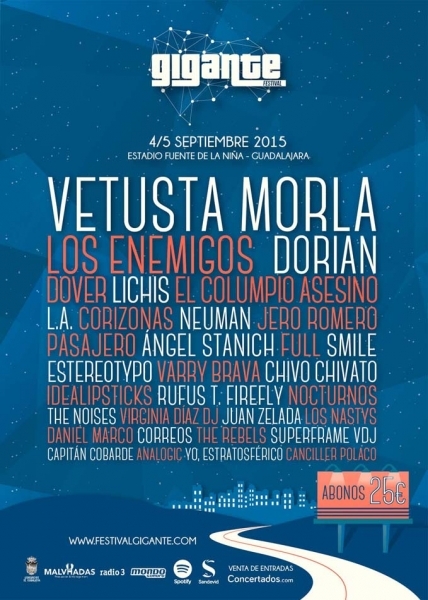 gigante
FESTIVAL
4/5 SEPTIEMBRE 2015
ESTADIO FUENTE DE LA NIÑA - GUADALAJARA
VETUSTA MORLA
LOS ENEMIGOS DORIAN
DOVER LICHIS EL COLUMPIO ASESINO
L.A. CORIZONAS NEUMAN JERO ROMERO
PASAJERO ÁNGEL STANICH FULL SMILE
ESTEREOTYPO VARRY BRAVA CHIVO CHIVATO
IDEALIPSTICKS RUFUS T. FIREFLY NOCTURNOS
THE NOISES VIRGINIA DÍAZ DJ JUAN ZELADA LOS NASTYS
DANIEL MARCO CORREOS THE REBELS SUPERFRAME VDJ
CAPITÁN COBARDE ANALOGIC YO, ESTRATOSFÉRICO CANCILLER POLACO
ABONOS 25€
WWW.FESTIVALGIGANTE.COM
MALVHADAS
radio 3
MONDO
Spotify
Sandevid
VENTA DE ENTRADAS
Concertados.com